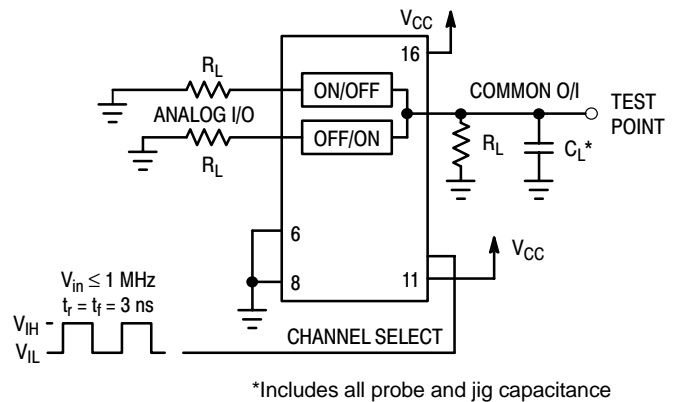 VCC
16
RL
ON/OFF
COMMON O/I
TEST
POINT
ANALOG I/O
OFF/ON
RL
RL
CL*
6
VCC
8
11
Vin ≤ 1 MHz
tr = tf = 3 ns
VIH
VIL
CHANNEL SELECT
*Includes all probe and jig capacitance